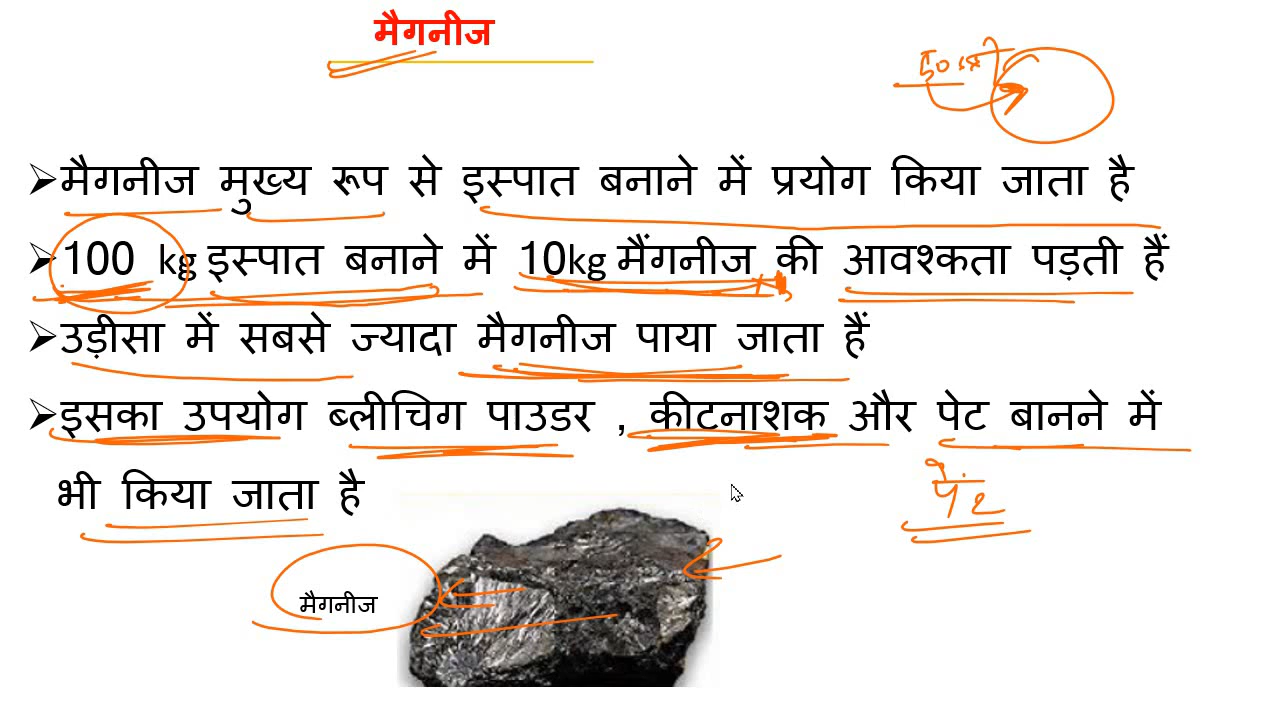 मैगनीज
➢मैगनीज मुख्य रूप से इस्पात बनाने में प्रयोग किया जाता है
➢100 kg इस्पात बनाने में 10kg मैंगनीज की आवश्कता पड़ती हैं
➢उड़ीसा में सबसे ज्यादा मैगनीज पाया जाता हैं
➢इसका उपयोग ब्लीचिग पाउडर , कीटनाशक और पेट बानने में
भी किया जाता है
पेंट
मैगनीज